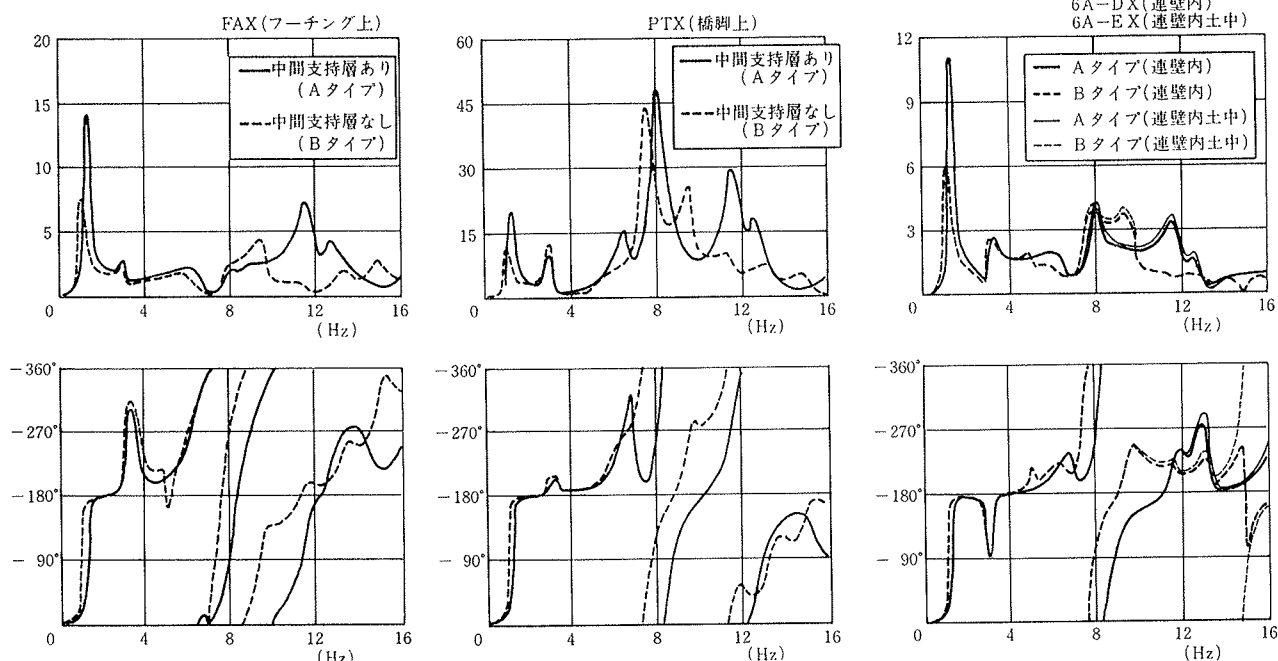 FAX(フーチング上)
20
15
10
5
0
0
4
8
12
16
(Hz)
中間支持層あり
(Aタイプ)
中間支持層なし
(Bタイプ)
PTX(橋脚上)
60
45
30
15
0
0
4
8
12
16
(Hz)
中間支持層あり
(Aタイプ)
中間支持層なし
(Bタイプ)
6A-DX(連壁内)
6A-EX(連壁内土中)
12
9
6
3
0
0
4
8
12
16
(Hz)
Aタイプ(連壁内)
Bタイプ(連壁内)
Aタイプ(連壁内土中)
Bタイプ(連壁内土中)
-360°
-270°
-180°
- 90°
0
4
8
12
16
(Hz)
-360°
-270°
-180°
- 90°
0
4
8
12
16
(Hz)
-360°
-270°
-180°
- 90°
0
4
8
12
16
(Hz)